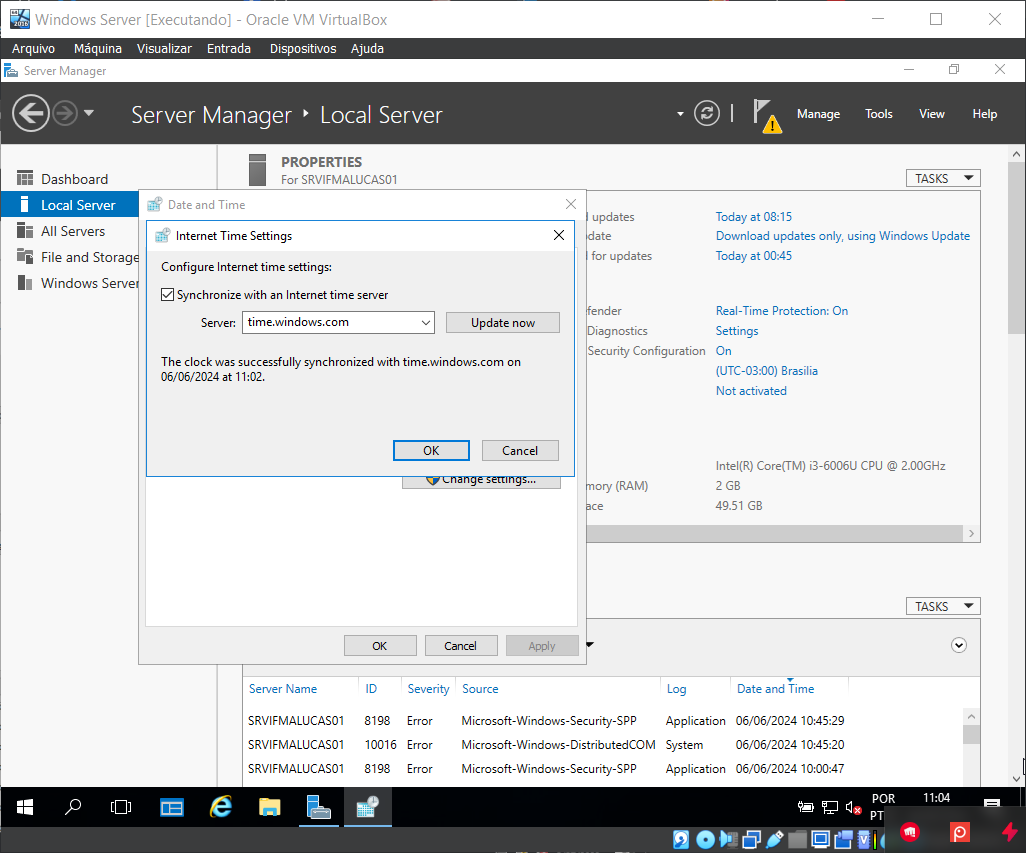 Windows Server [Executando] - Oracle VM VirtualBox
Arquivo Máquina Visualizar Entrada Dispositivos Ajuda
Server Manager
Server Manager Local Server
Manage Tools View Help
Dashboard
Local Server
All Servers
File and Storage
Windows Server
PROPERTIES
For SRVIFMALUCAS01
TASKS
Date and Time
Internet Time Settings
Configure Internet time settings:
Synchronize with an Internet time server
Server: time.windows.com Update now
The clock was successfully synchronized with time.windows.com on
06/06/2024 at 11:02.
OK Cancel
Change settings...
OK Cancel Apply
updates Today at 08:15
Download updates only, using Windows Update
for updates Today at 00:45
Real-Time Protection: On
Diagnostics Settings
Security Configuration On
(UTC-03:00) Brasilia
Not activated
Intel(R) Core(TM) i3-6006U CPU @ 2.00GHz
(RAM) 2 GB
49.51 GB
TASKS
Server Name ID Severity Source Log Date and Time
SRVIFMALUCAS01 8198 Error Microsoft-Windows-Security-SPP Application 06/06/2024 10:45:29
SRVIFMALUCAS01 10016 Error Microsoft-Windows-DistributedCOM System 06/06/2024 10:45:20
SRVIFMALUCAS01 8198 Error Microsoft-Windows-Security-SPP Application 06/06/2024 10:00:47
POR 11:04